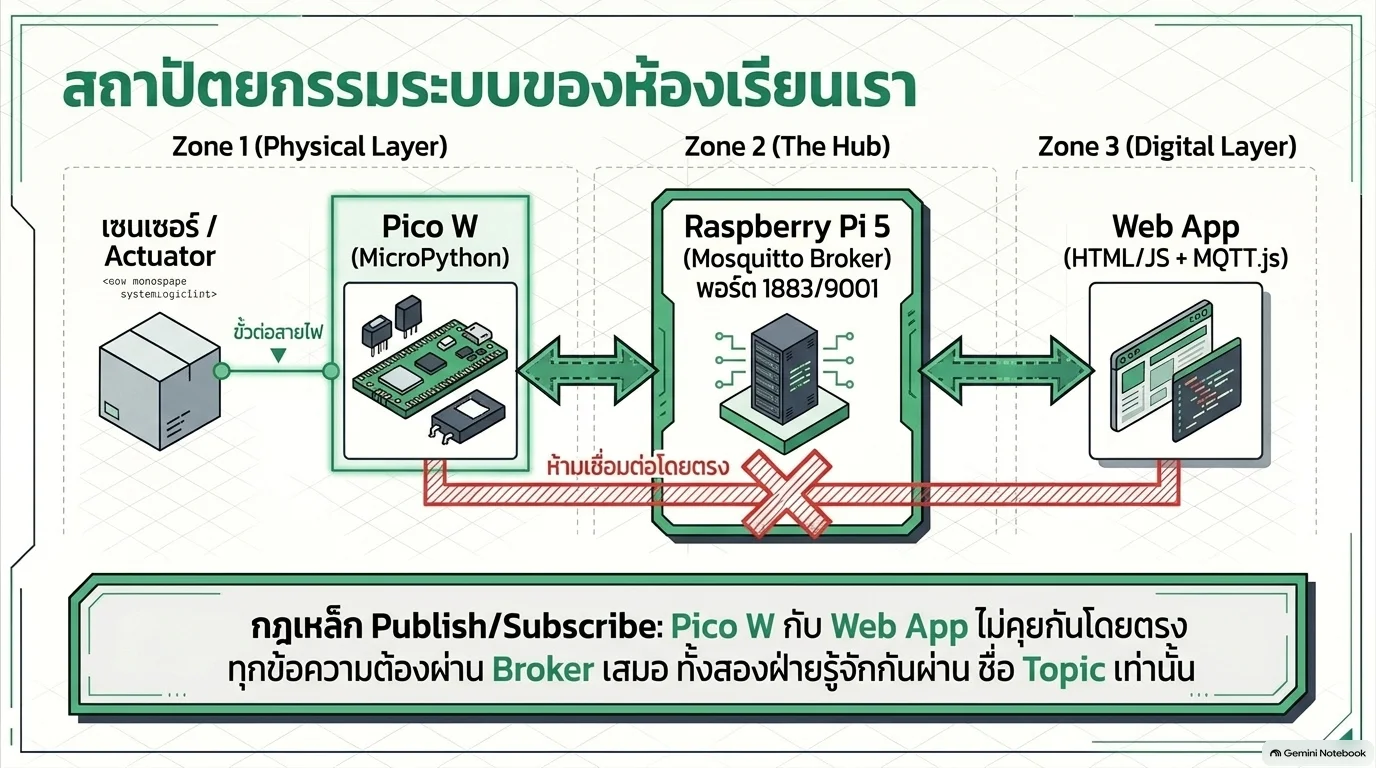 สถาปัตยกรรมระบบของห้องเรียนเรา
Zone 1 (Physical Layer)
Zone 2 (The Hub)
Zone 3 (Digital Layer)
เซนเซอร์ /
Actuator
<eow monospape
systemLogiclint>
ขั้วต่อสายไฟ
Pico W
(MicroPython)
Raspberry Pi 5
(Mosquitto Broker)
พอร์ต 1883/9001
Web App
(HTML/JS + MQTT.js)
ห้ามเชื่อมต่อโดยตรง
กฎเหล็ก Publish/Subscribe: Pico W กับ Web App ไม่คุยกันโดยตรง
ทุกข้อความต้องผ่าน Broker เสมอ ทั้งสองฝ่ายรู้จักกันผ่าน ชื่อ Topic เท่านั้น
Gemini Notebook